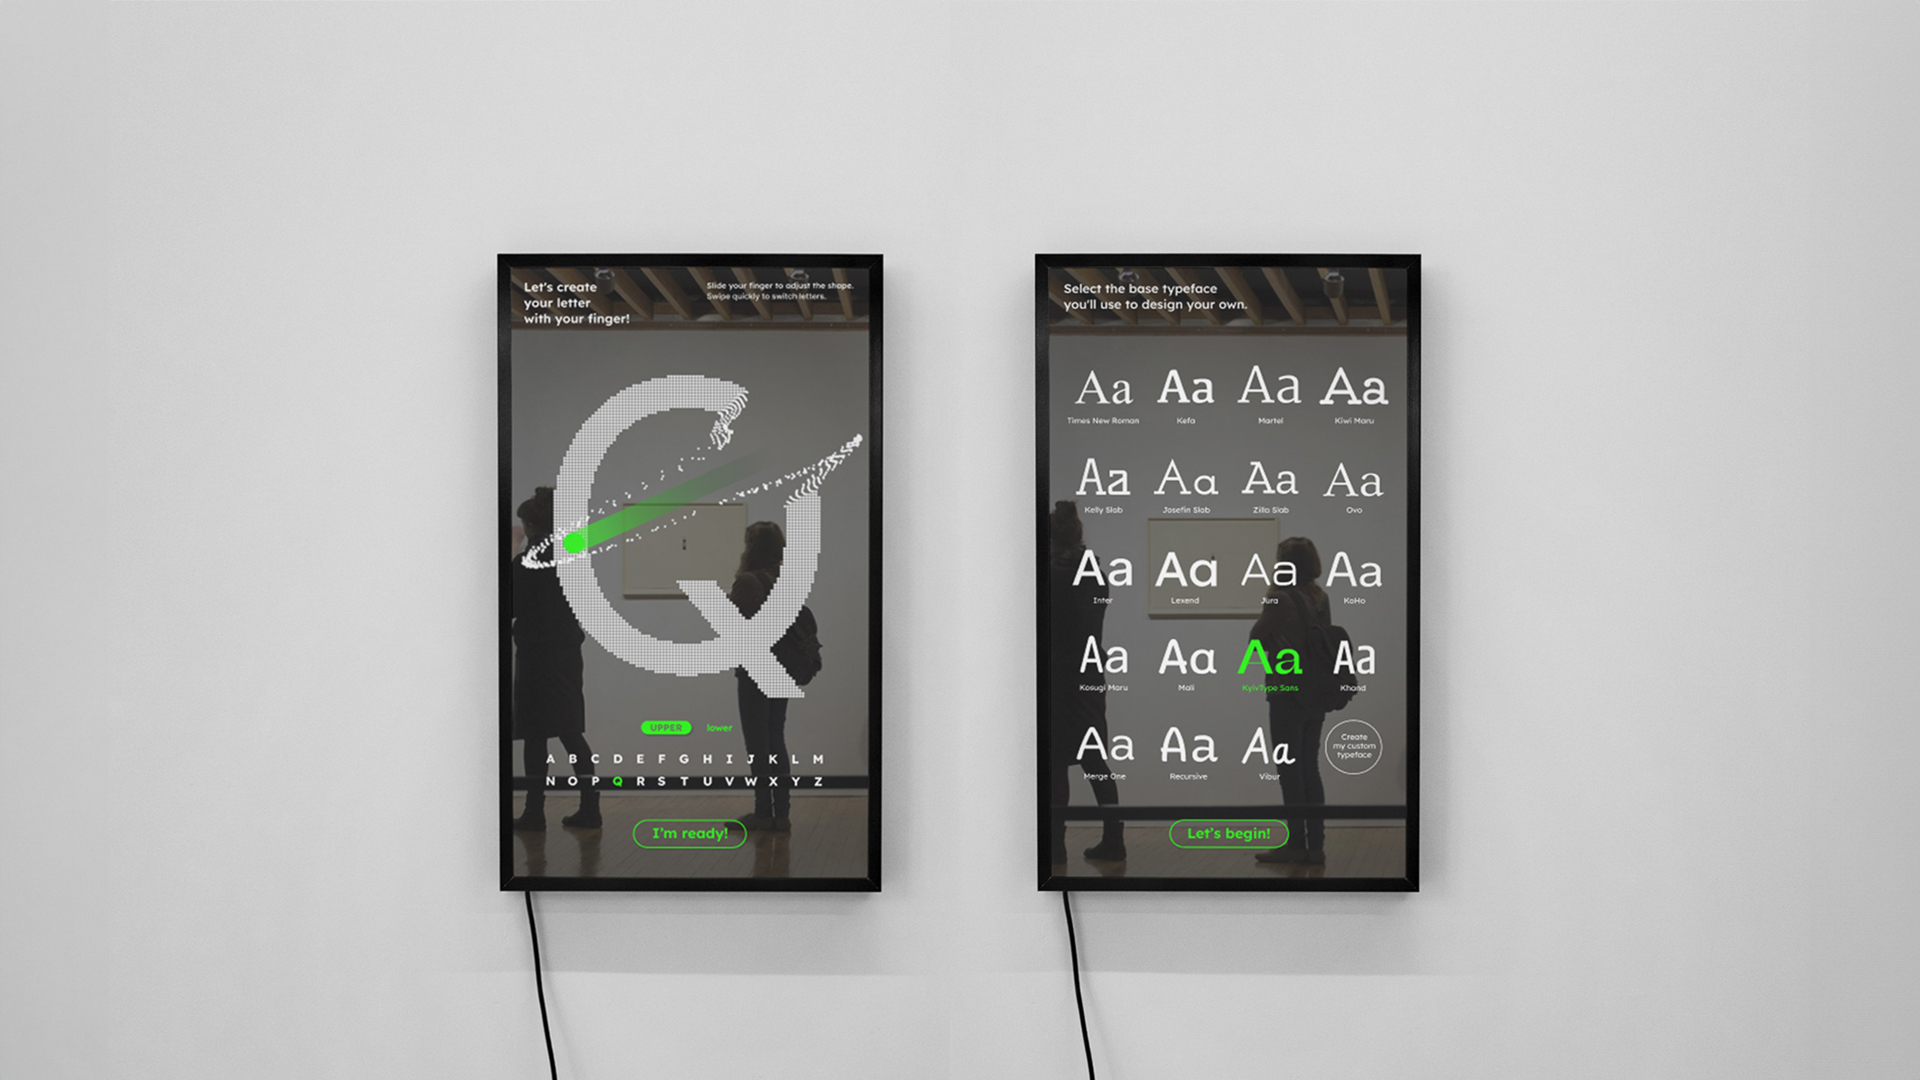 Let's create
your letter
with your finger!
Slide your finger to adjust the shape.
Swipe quickly to switch letters.
Q
UPPER lower
A B C D E F G H I J K L M
N O P Q R S T U V W X Y Z
I'm ready!
Select the base typeface
you'll use to design your own.
Aa Aa Aa Aa
Times New Roman Kefa Martel Kiwi Maru
Aa Aa Aa Aa
Kelly Slab Josefin Slab Zilla Slab Ovo
Aa Aa Aa Aa
Inter Lexend Jura KoHo
Aa Aa Aa Aa
Kosugi Maru Mali KyivType Sans Khand
Aa Aa Aa
Merge One Recursive Vibur
Create
my custom
typeface
Let's begin!